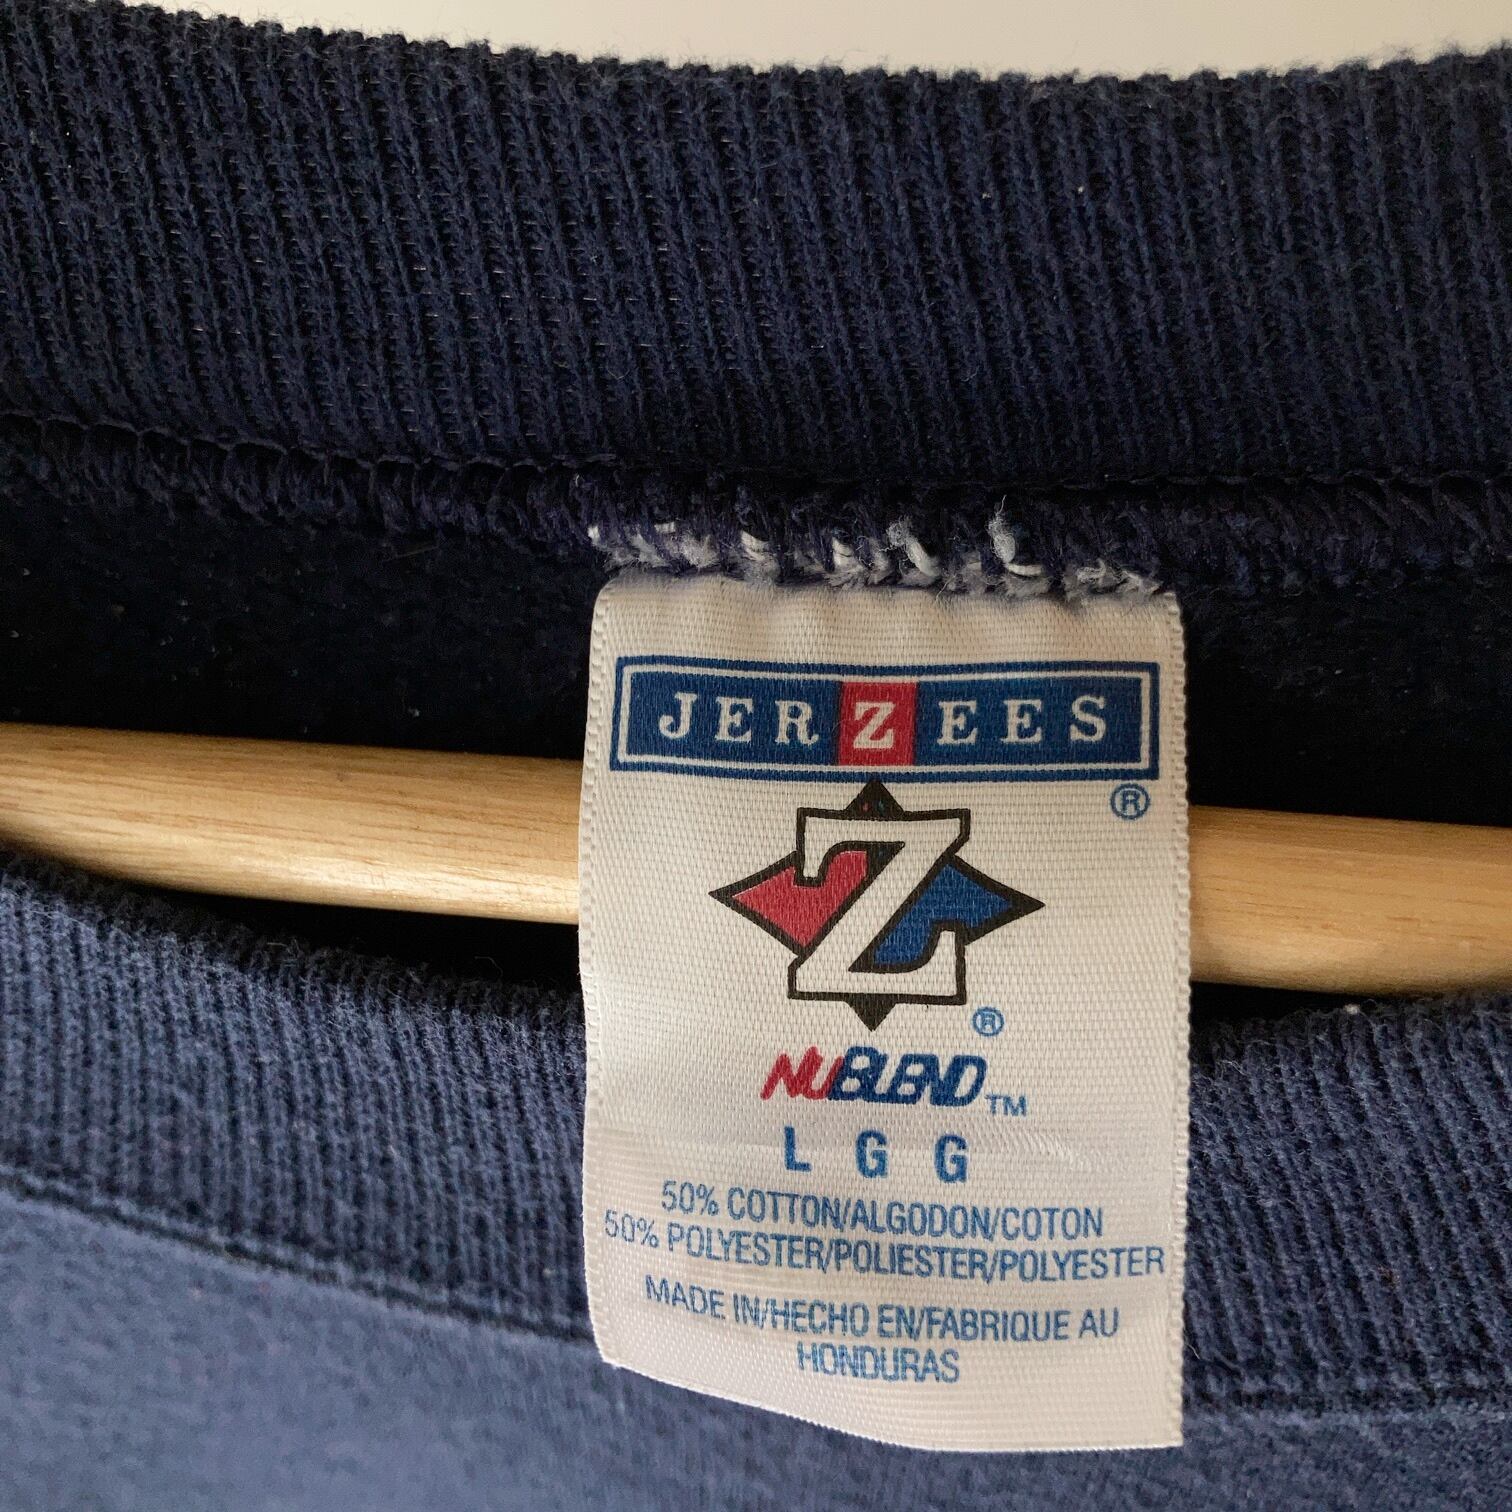 JERZEES
®
Z
®
NUBLEND™
L G G
50% COTTON/ALGODON/COTON
50% POLYESTER/POLIESTER/POLYESTER
MADE IN/HECHO EN/FABRIQUE AU
HONDURAS